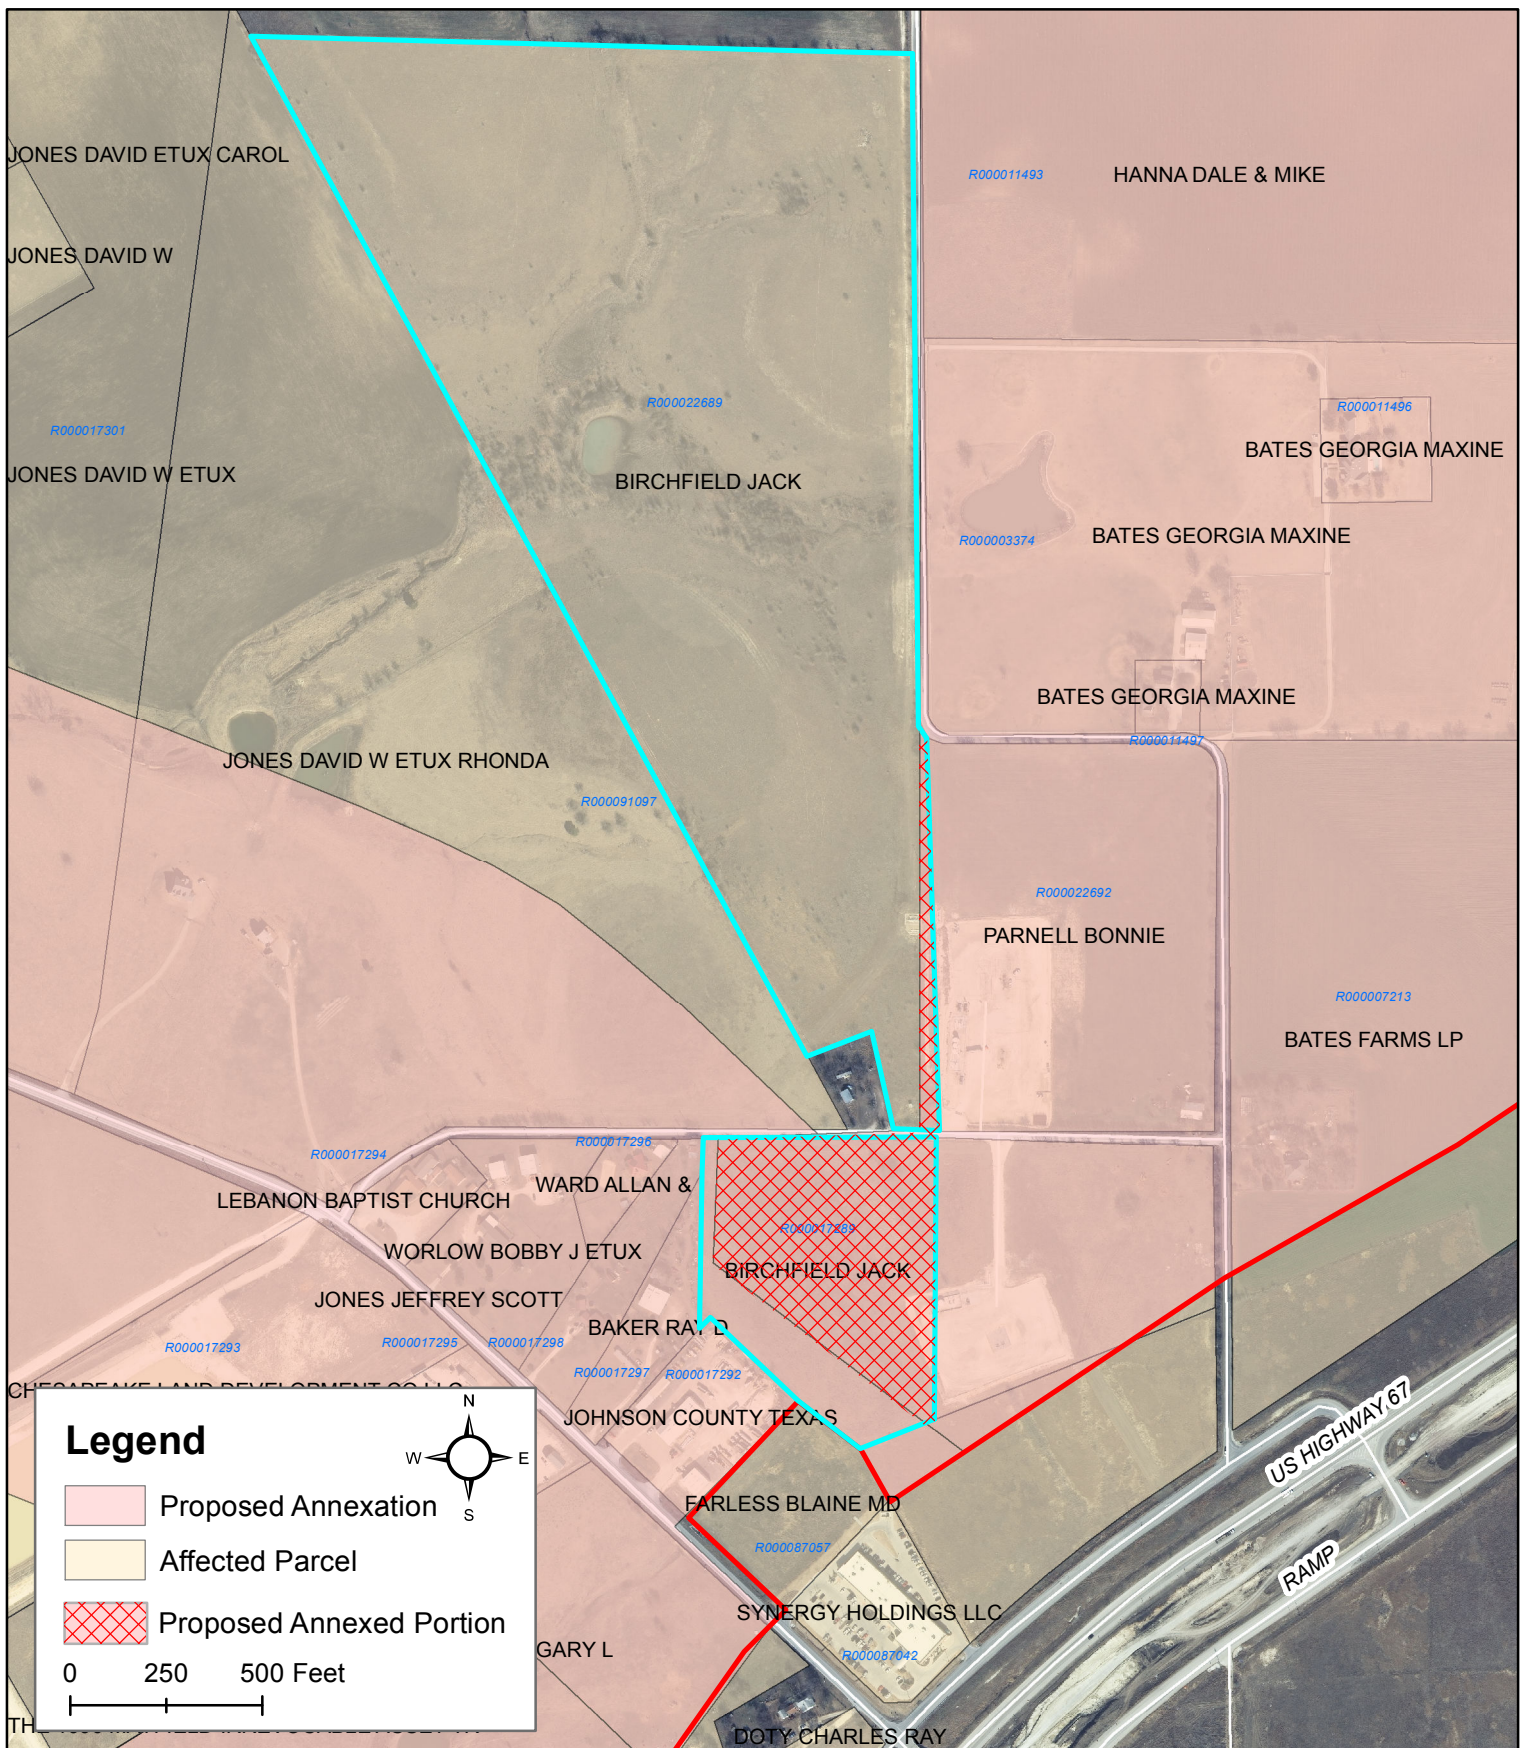 JONES DAVID ETUX CAROL
R000011493
HANNA DALE & MIKE
JONES DAVID W
R000022689
R000011496
R000017301
BATES GEORGIA MAXINE
JONES DAVID W ETUX
BIRCHFIELD JACK
R000003374
BATES GEORGIA MAXINE
BATES GEORGIA MAXINE
R000011497
JONES DAVID W ETUX RHONDA
R000091097
R000022692
PARNELL BONNIE
R000007213
BATES FARMS LP
R000017296
R000017294
WARD ALLAN &
LEBANON BAPTIST CHURCH
R000017289
WORLOW BOBBY J ETUX
BIRCHFIELD JACK
JONES JEFFREY SCOTT
BAKER RAY D
R000017293
R000017295
R000017298
R000017297
R000017292
CHESAPEAKE LAND DEVELOPMENT CO LLC
JOHNSON COUNTY TEXAS
US HIGHWAY 67
FARLESS BLAINE MD
R000087057
RAMP
SYNERGY HOLDINGS LLC
GARY L
R000087042
DOTY CHARLES RAY
Legend
N
W
E
S
Proposed Annexation
Affected Parcel
Proposed Annexed Portion
0 250 500 Feet